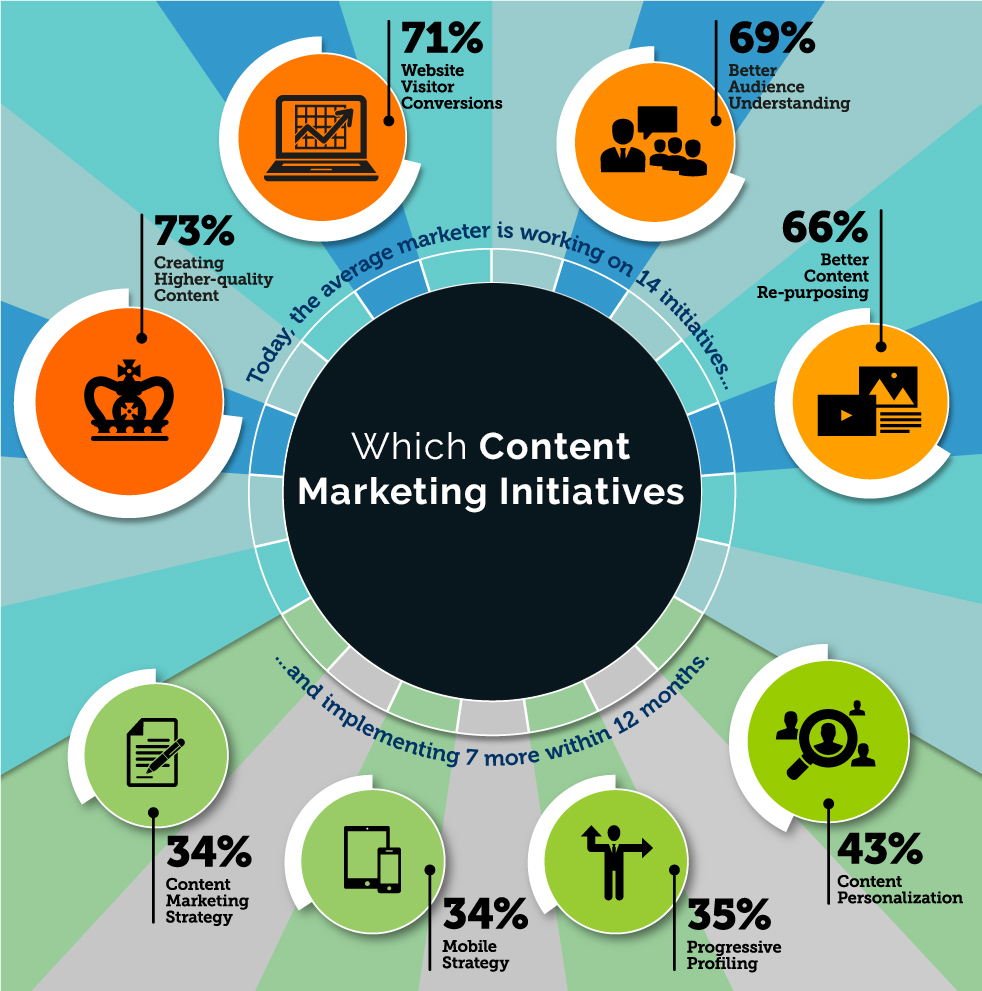 71%
Website
Visitor
Conversions
69%
Better
Audience
Understanding
73%
Creating
Higher-quality
Content
66%
Better
Content
Re-purposing
Today, the average marketer is working on 14 initiatives...
Which Content
Marketing Initiatives
...and implementing 7 more within 12 months.
34%
Content
Marketing
Strategy
34%
Mobile
Strategy
35%
Progressive
Profiling
43%
Content
Personalization